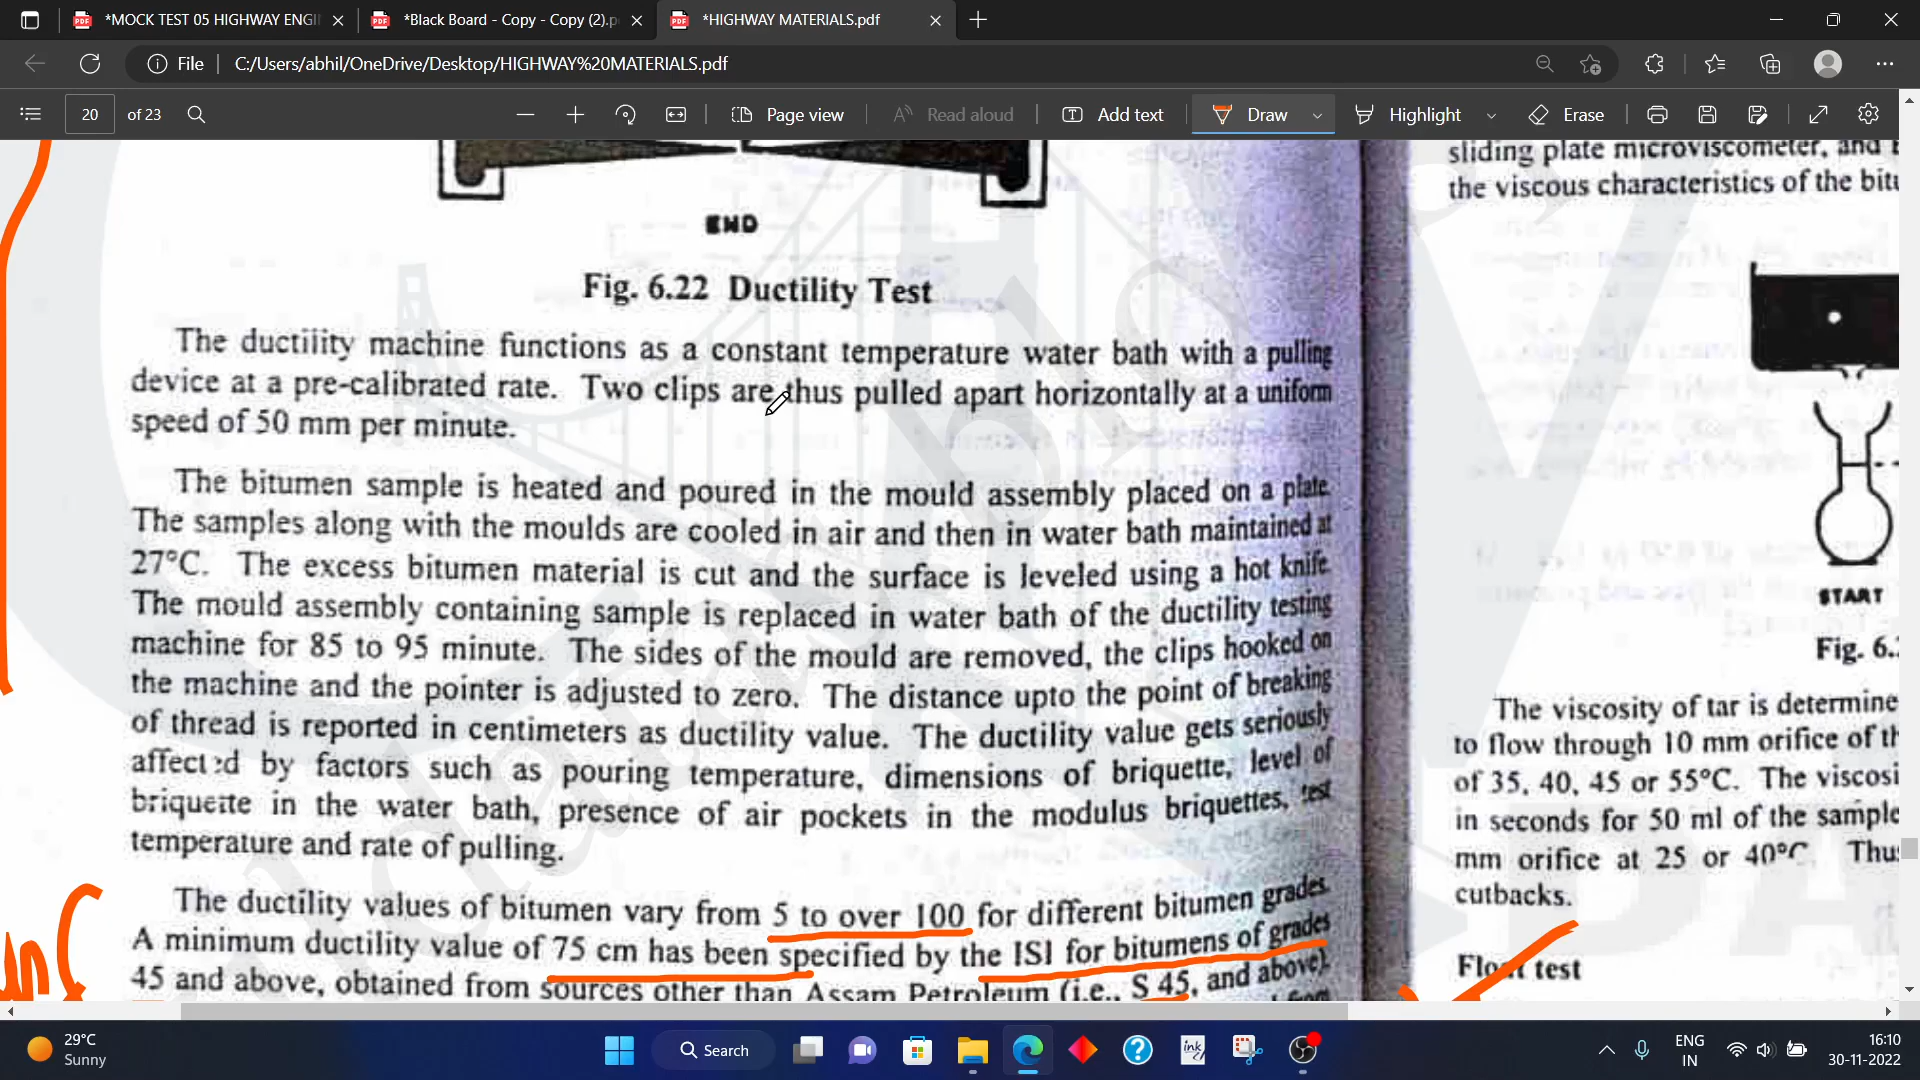 *MOCK TEST 05 HIGHWAY ENGI
*Black Board - Copy - Copy (2).p
*HIGHWAY MATERIALS.pdf
File
C:/Users/abhil/OneDrive/Desktop/HIGHWAY%20MATERIALS.pdf
20
of 23
Page view
Read aloud
Add text
Draw
Highlight
Erase
END
Fig. 6.22 Ductility Test
The ductility machine functions as a constant temperature water bath with a pulling
device at a pre-calibrated rate. Two clips are thus pulled apart horizontally at a uniform
speed of 50 mm per minute.
The bitumen sample is heated and poured in the mould assembly placed on a plate.
The samples along with the moulds are cooled in air and then in water bath maintained at
27°C. The excess bitumen material is cut and the surface is leveled using a hot knife.
The mould assembly containing sample is replaced in water bath of the ductility testing
machine for 85 to 95 minute. The sides of the mould are removed, the clips hooked on
the machine and the pointer is adjusted to zero. The distance upto the point of breaking
of thread is reported in centimeters as ductility value. The ductility value gets seriously
affected by factors such as pouring temperature, dimensions of briquette, level of
briquette in the water bath, presence of air pockets in the modulus briquettes, test
temperature and rate of pulling.
The ductility values of bitumen vary from 5 to over 100 for different bitumen grades.
A minimum ductility value of 75 cm has been specified by the ISI for bitumens of grades
45 and above, obtained from sources other than Assam Petroleum (i.e., S 45, and above).
sliding plate microviscometer, and
the viscous characteristics of the bitu
START
Fig. 6.
The viscosity of tar is determine
to flow through 10 mm orifice of th
of 35, 40, 45 or 55°C. The viscosi
in seconds for 50 ml of the sample
mm orifice at 25 or 40°C. Thus
cutbacks.
Float test
29°C
Sunny
Search
ink
ENG
IN
16:10
30-11-2022